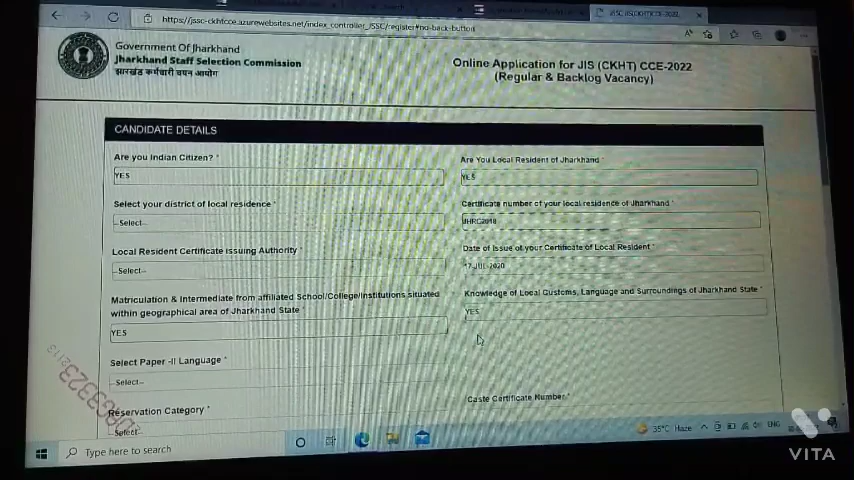 https://jssc-ckhtcce.azurewebsites.net/index_controller_JSSC/register#no-back-button
Government Of Jharkhand
Jharkhand Staff Selection Commission
झारखंड कर्मचारी चयन आयोग
Online Application for JIS (CKHT) CCE-2022
(Regular & Backlog Vacancy)
CANDIDATE DETAILS
Are you Indian Citizen? *
YES
Are You Local Resident of Jharkhand *
YES
Select your district of local residence *
--Select--
Certificate number of your local residence of Jharkhand *
Local Resident Certificate Issuing Authority *
--Select--
Date of Issue of your Certificate of Local Resident *
17-JUL-2020
Matriculation & Intermediate from affiliated School/College/Institutions situated
within geographical area of Jharkhand State *
YES
Knowledge of Local Customs, Language and Surroundings of Jharkhand State *
YES
Select Paper -II Language *
--Select--
Reservation Category *
--Select--
Caste Certificate Number *
Type here to search
35°C Haze
ENG
VITA